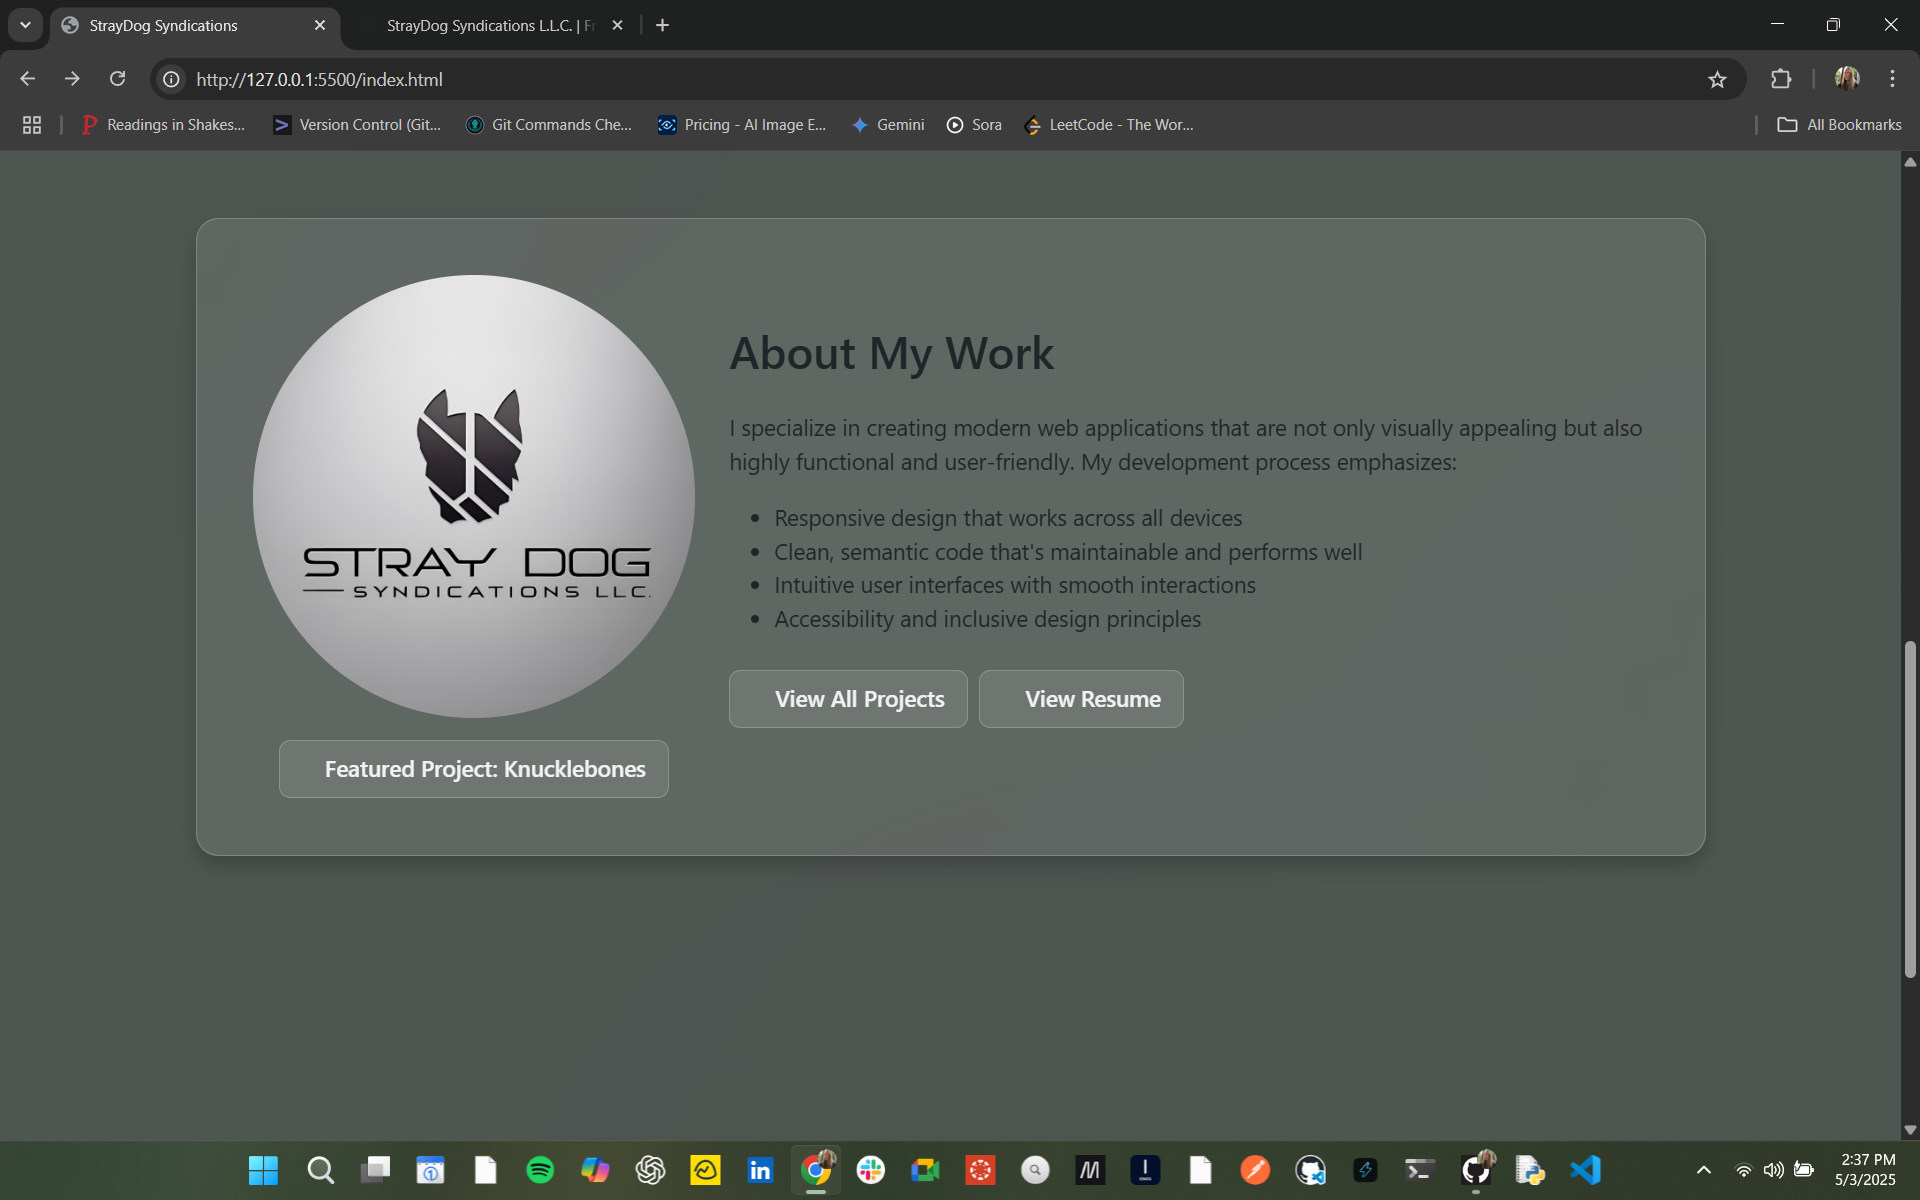 StrayDog Syndications
StrayDog Syndications L.L.C. | Fr
http://127.0.0.1:5500/index.html
Readings in Shakes...
Version Control (Git...
Git Commands Che...
Pricing - AI Image E...
Gemini
Sora
LeetCode - The Wor...
All Bookmarks
STRAY DOG
SYNDICATIONS LLC.
Featured Project: Knucklebones
About My Work
I specialize in creating modern web applications that are not only visually appealing but also
highly functional and user-friendly. My development process emphasizes:
• Responsive design that works across all devices
• Clean, semantic code that's maintainable and performs well
• Intuitive user interfaces with smooth interactions
• Accessibility and inclusive design principles
View All Projects
View Resume
2:37 PM
5/3/2025